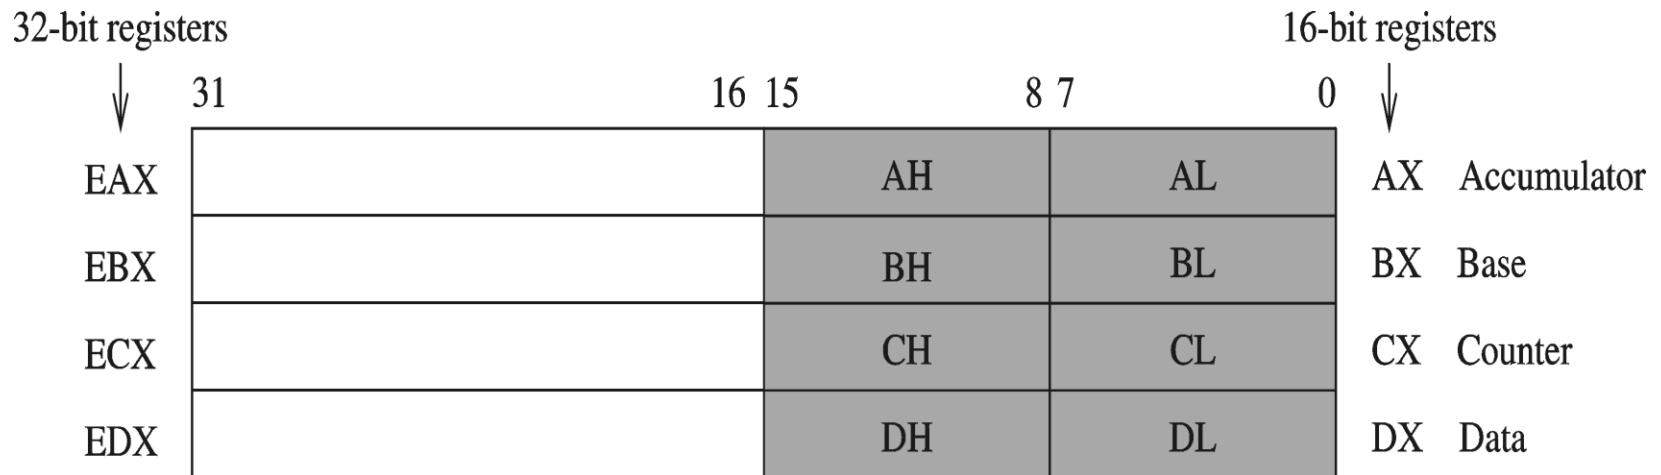 32-bit registers 16-bit registers
31 16 15 8 7 0
EAX AH AL AX Accumulator
EBX BH BL BX Base
ECX CH CL CX Counter
EDX DH DL DX Data